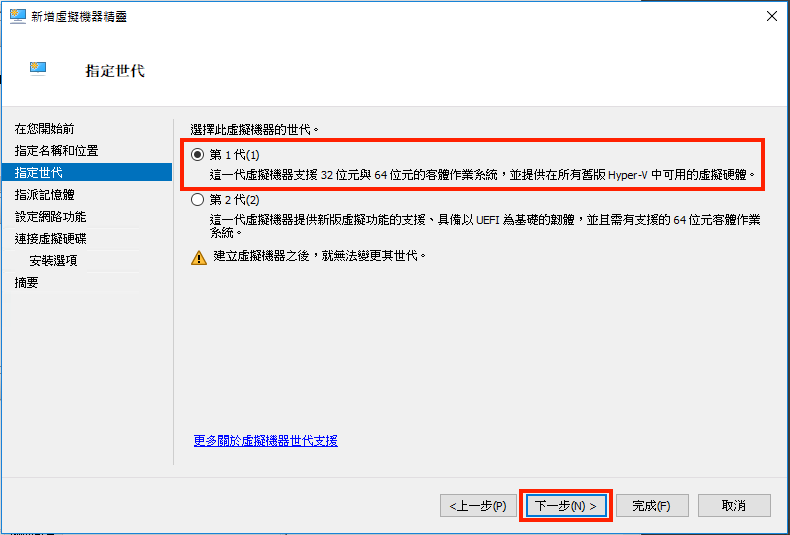 新增虛擬機器精靈
指定世代
在您開始前
指定名稱和位置
指定世代
指派記憶體
設定網路功能
連接虛擬硬碟
安裝選項
摘要
選擇此虛擬機器的世代。
第 1 代(1)
這一代虛擬機器支援 32 位元與 64 位元的客體作業系統，並提供在所有舊版 Hyper-V 中可用的虛擬硬體。
第 2 代(2)
這一代虛擬機器提供新版虛擬功能的支援、具備以 UEFI 為基礎的韌體，並且需有支援的 64 位元客體作業
系統。
建立虛擬機器之後，就無法變更其世代。
更多關於虛擬機器世代支援
<上一步(P)
下一步(N) >
完成(F)
取消